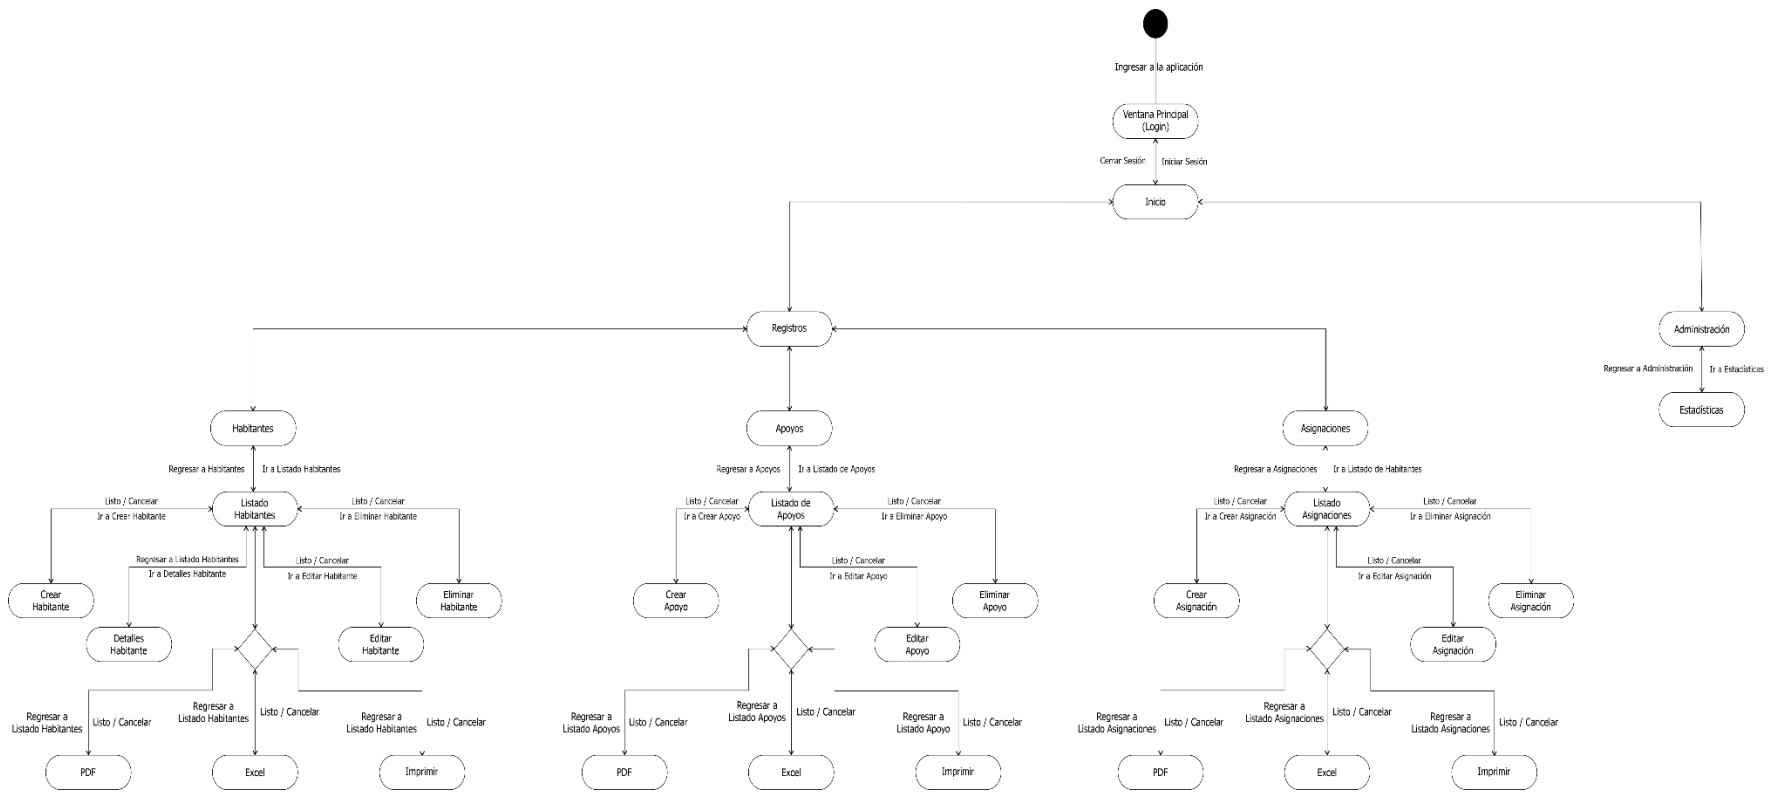 Ingresar a la aplicación
Ventana Principal
(Login)
Cerrar Sesión
Iniciar Sesión
Inicio
Registros
Administración
Regresar a Administración
Ir a Estadísticas
Estadísticas
Habitantes
Apoyos
Asignaciones
Regresar a Habitantes
Ir a Listado Habitantes
Regresar a Apoyos
Ir a Listado de Apoyos
Regresar a Asignaciones
Ir a Listado de Habitantes
Listo / Cancelar
Ir a Crear Habitante
Listado
Habitantes
Listo / Cancelar
Ir a Eliminar Habitante
Listo / Cancelar
Ir a Crear Apoyo
Listado de
Apoyos
Listo / Cancelar
Ir a Eliminar Apoyo
Listo / Cancelar
Ir a Crear Asignación
Listado
Asignaciones
Listo / Cancelar
Ir a Eliminar Asignación
Regresar a Listado Habitantes
Ir a Detalles Habitante
Listo / Cancelar
Ir a Editar Habitante
Listo / Cancelar
Ir a Editar Apoyo
Listo / Cancelar
Ir a Editar Asignación
Crear
Habitante
Eliminar
Habitante
Crear
Apoyo
Eliminar
Apoyo
Crear
Asignación
Eliminar
Asignación
Detalles
Habitante
Editar
Habitante
Editar
Apoyo
Editar
Asignación
Regresar a
Listado Habitantes
Listo / Cancelar
Regresar a
Listado Habitantes
Listo / Cancelar
Regresar a
Listado Habitantes
Listo / Cancelar
Regresar a
Listado Apoyos
Listo / Cancelar
Regresar a
Listado Apoyos
Listo / Cancelar
Regresar a
Listado Apoyo
Listo / Cancelar
Regresar a
Listado Asignaciones
Listo / Cancelar
Regresar a
Listado Asignaciones
Listo / Cancelar
Regresar a
Listado Asignaciones
Listo / Cancelar
PDF
Excel
Imprimir
PDF
Excel
Imprimir
PDF
Excel
Imprimir